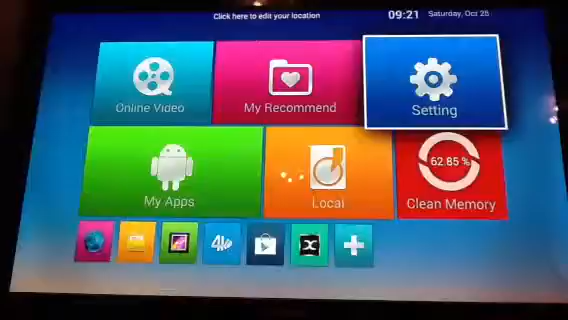 Click here to edit your location
09:21 Saturday, Oct 25
Online Video
My Recommend
Setting
My Apps
Local
62.85 %
Clean Memory